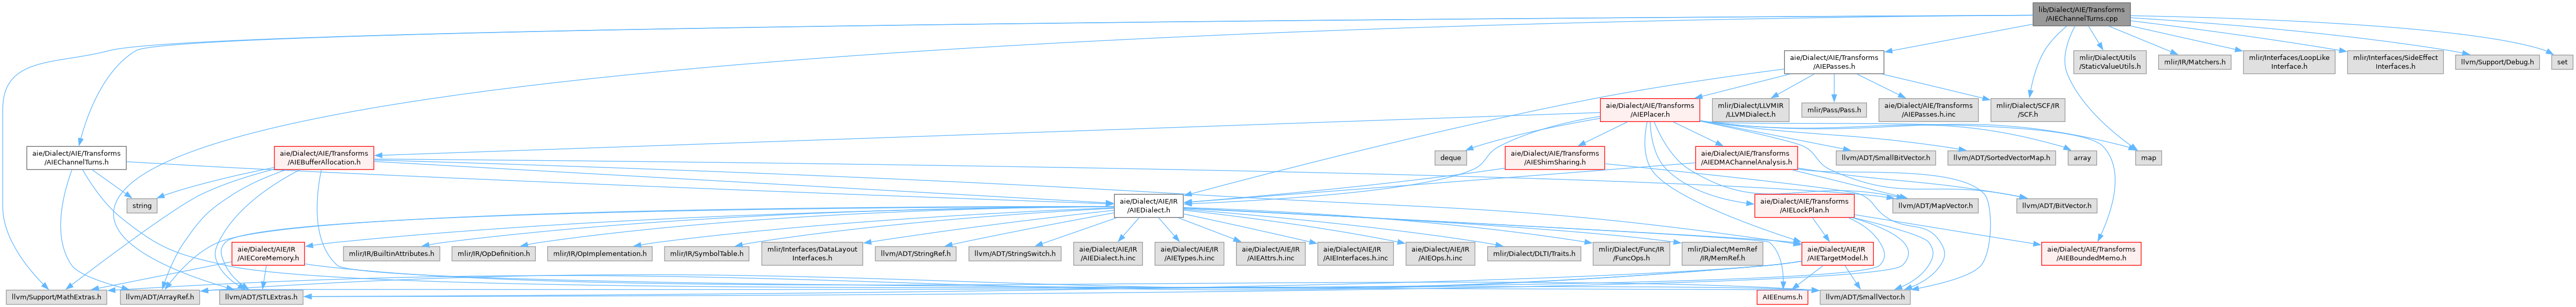 lib/Dialect/AIE/Transforms
/AIEChannelTurns.cpp
aie/Dialect/AIE/Transforms
/AIEPasses.h
mlir/Dialect/Utils
/StaticValueUtils.h
mlir/IR/Matchers.h
mlir/Interfaces/LoopLike
Interface.h
mlir/Interfaces/SideEffect
Interfaces.h
llvm/Support/Debug.h
set
aie/Dialect/AIE/Transforms
/AIEPlacer.h
mlir/Dialect/LLVMIR
/LLVMDialect.h
mlir/Pass/Pass.h
aie/Dialect/AIE/Transforms
/AIEPasses.h.inc
mlir/Dialect/SCF/IR
/SCF.h
aie/Dialect/AIE/Transforms
/AIEChannelTurns.h
aie/Dialect/AIE/Transforms
/AIEBufferAllocation.h
deque
aie/Dialect/AIE/Transforms
/AIEShimSharing.h
aie/Dialect/AIE/Transforms
/AIEDMAChannelAnalysis.h
llvm/ADT/SmallBitVector.h
llvm/ADT/SortedVectorMap.h
array
map
string
aie/Dialect/AIE/IR
/AIEDialect.h
aie/Dialect/AIE/Transforms
/AIELockPlan.h
llvm/ADT/MapVector.h
llvm/ADT/BitVector.h
aie/Dialect/AIE/IR
/AIECoreMemory.h
mlir/IR/BuiltinAttributes.h
mlir/IR/OpDefinition.h
mlir/IR/OpImplementation.h
mlir/IR/SymbolTable.h
mlir/Interfaces/DataLayout
Interfaces.h
llvm/ADT/StringRef.h
llvm/ADT/StringSwitch.h
aie/Dialect/AIE/IR
/AIEDialect.h.inc
aie/Dialect/AIE/IR
/AIETypes.h.inc
aie/Dialect/AIE/IR
/AIEAttrs.h.inc
aie/Dialect/AIE/IR
/AIEInterfaces.h.inc
aie/Dialect/AIE/IR
/AIEOps.h.inc
mlir/Dialect/DLTI/Traits.h
mlir/Dialect/Func/IR
/FuncOps.h
mlir/Dialect/MemRef
/IR/MemRef.h
aie/Dialect/AIE/IR
/AIETargetModel.h
aie/Dialect/AIE/Transforms
/AIEBoundedMemo.h
llvm/Support/MathExtras.h
llvm/ADT/ArrayRef.h
llvm/ADT/STLExtras.h
AIEEnums.h
llvm/ADT/SmallVector.h